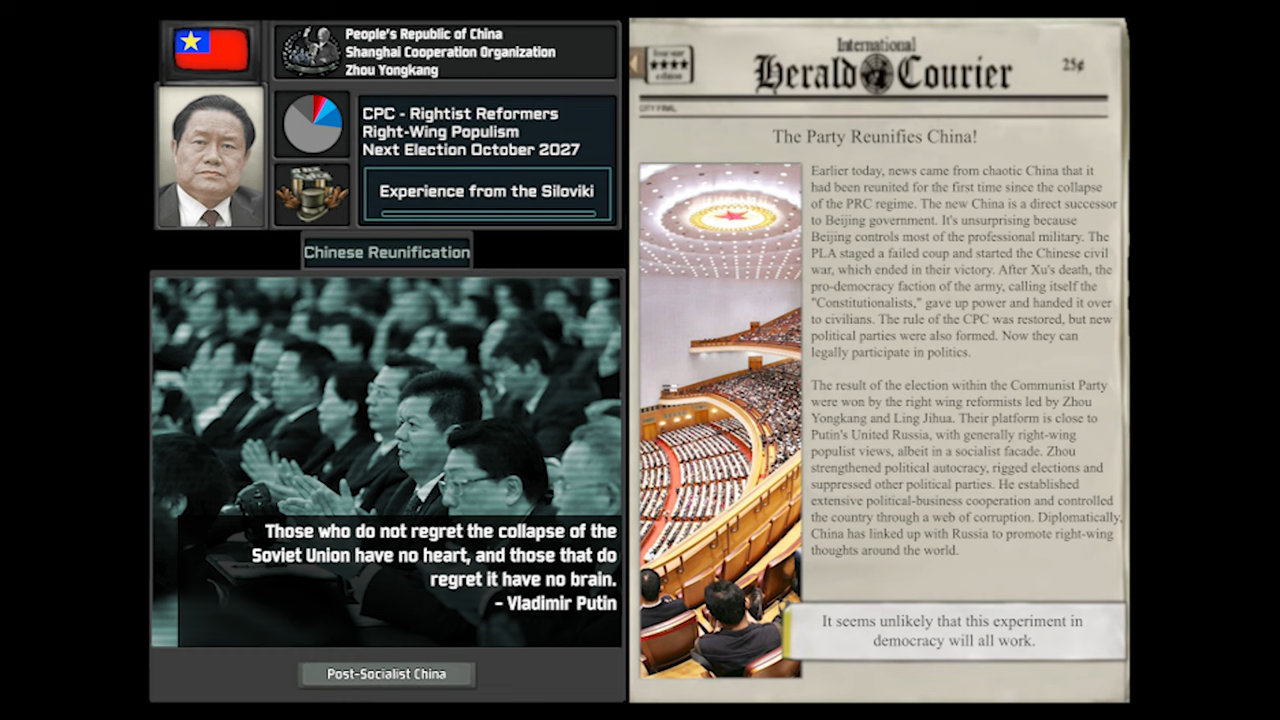 People's Republic of China
Shanghai Cooperation Organization
Zhou Yongkang
CPC - Rightist Reformers
Right-Wing Populism
Next Election October 2027
Experience from the Siloviki
Chinese Reunification
Those who do not regret the collapse of the
Soviet Union have no heart, and those that do
regret it have no brain.
– Vladimir Putin
Post-Socialist China
International
Herald Courier
25¢
CITY FINAL
The Party Reunifies China!
Earlier today, news came from chaotic China that it
had been reunited for the first time since the collapse
of the PRC regime. The new China is a direct successor
to Beijing government. It's unsurprising because
Beijing controls most of the professional military. The
PLA staged a failed coup and started the Chinese civil
war, which ended in their victory. After Xu's death, the
pro-democracy faction of the army, calling itself the
"Constitutionalists," gave up power and handed it over
to civilians. The rule of the CPC was restored, but new
political parties were also formed. Now they can
legally participate in politics.
The result of the election within the Communist Party
were won by the right wing reformists led by Zhou
Yongkang and Ling Jihua. Their platform is close to
Putin's United Russia, with generally right-wing
populist views, albeit in a socialist facade. Zhou
strengthened political autocracy, rigged elections and
suppressed other political parties. He established
extensive political-business cooperation and controlled
the country through a web of corruption. Diplomatically,
China has linked up with Russia to promote right-wing
thoughts around the world.
It seems unlikely that this experiment in
democracy will all work.